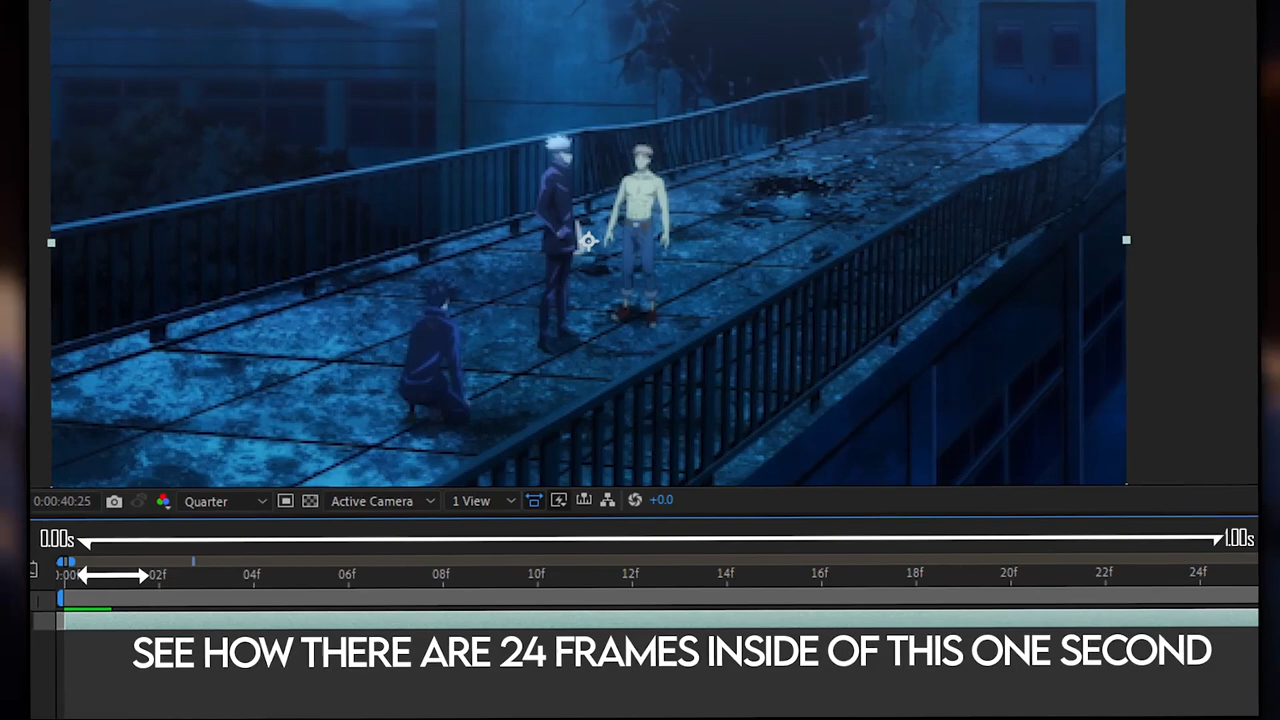 0:00:40:25 Quarter Active Camera 1 View +0.0
0.00s 1.00s
02f 04f 06f 08f 10f 12f 14f 16f 18f 20f 22f 24f
SEE HOW THERE ARE 24 FRAMES INSIDE OF THIS ONE SECOND